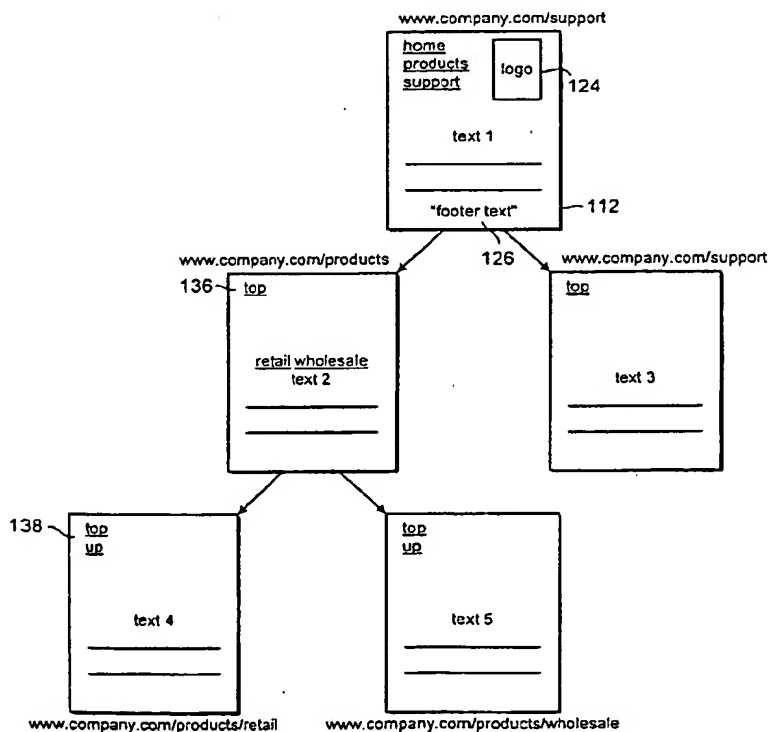 www.company.com/support
home
products
support
logo
124
text 1
"footer text"
112
126
www.company.com/products
www.company.com/support
136
top
top
retail wholesale
text 2
text 3
138
top
up
top
up
text 4
text 5
www.company.com/products/retail
www.company.com/products/wholesale